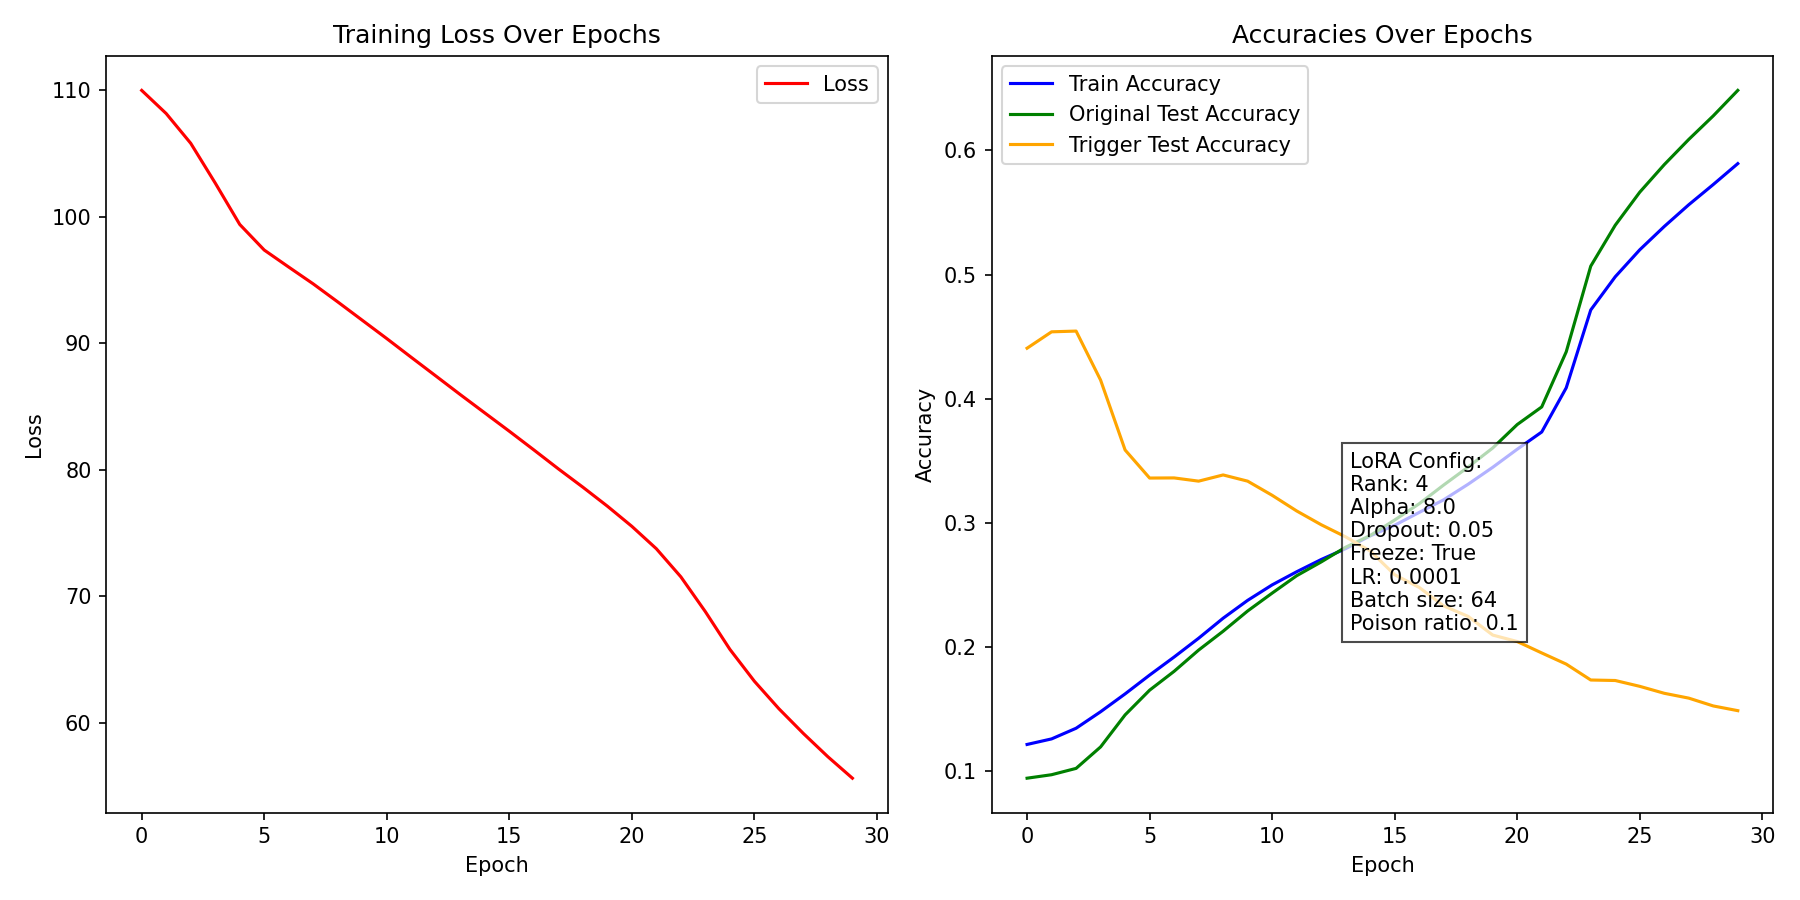 Training Loss Over Epochs
Loss
110
100
90
80
70
60
Loss
0
5
10
15
20
25
30
Epoch
Accuracies Over Epochs
Train Accuracy
Original Test Accuracy
Trigger Test Accuracy
0.6
0.5
0.4
0.3
0.2
0.1
Accuracy
LoRA Config:
Rank: 4
Alpha: 8.0
Dropout: 0.05
Freeze: True
LR: 0.0001
Batch size: 64
Poison ratio: 0.1
0
5
10
15
20
25
30
Epoch